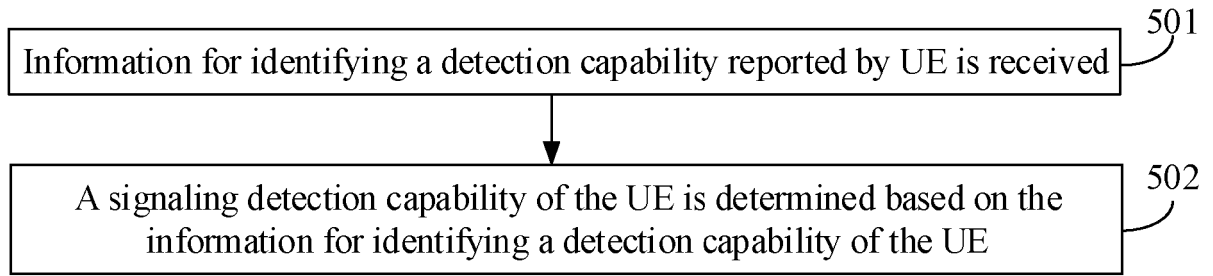 501
Information for identifying a detection capability reported by UE is received
502
A signaling detection capability of the UE is determined based on the
information for identifying a detection capability of the UE